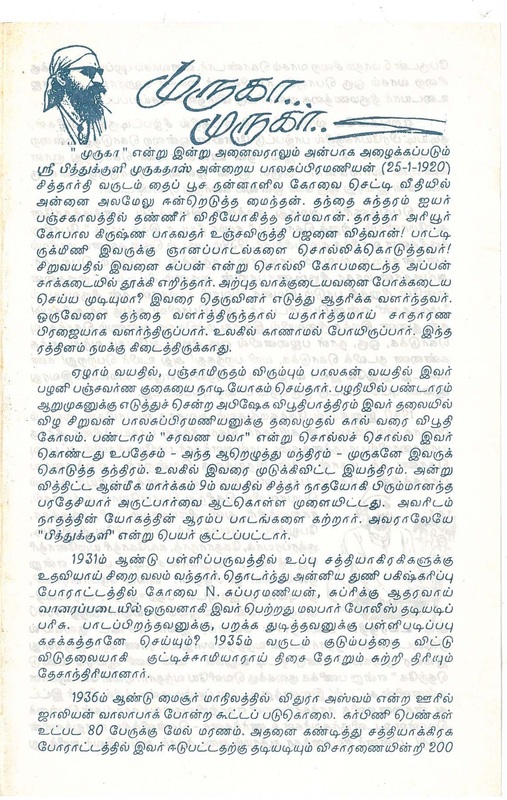 முருகா...
முருகா..
" முருகா " என்று இன்று அனைவராலும் அன்பாக அழைக்கப்படும்
ஸ்ரீ பித்துக்குளி முருகதாஸ் அன்றைய பாலசுப்பிரமணியன் (25-1-1920)
சித்தார்தி வருடம் தைப் பூச நன்னாளில கோவை செட்டி வீதியில்
அன்னை அலமேலு ஈன்றெடுத்த மைந்தன். தந்தை சுந்தரம் ஐயர்
பஞ்சகாலத்தில் தண்ணீர் விநியோகித்த தர்மவான். தாத்தா அரியூர்
கோபால கிருஷ்ண பாகவதர் உஞ்சவிருத்தி பஜனை வித்வான்! பாட்டி
ருக்மிணி இவருக்கு ஞானப்பாடல்களை சொல்லிக்கொடுத்தவர்!
சிறுவயதில் இவனை சுப்பன் என்று சொல்லி கோபமடைந்த அப்பன்
சாக்கடையில் தூக்கி எறிந்தார். அற்புத வாக்குடையவனை போக்கடைய
செய்ய முடியுமா? இவரை தெருவினர் எடுத்து ஆதரிக்க வளர்ந்தவர்.
ஒருவேளை தந்தை வளர்த்திருந்தால் யதார்த்தமாய் சாதாரண
பிரஜையாக வளர்ந்திருப்பார். உலகில் காணாமல் போயிருப்பார். இந்த
ரத்தினம் நமக்கு கிடைத்திருக்காது.
ஏழாம் வயதில், பஞ்சாமிருதம் விரும்பும் பாலகன் வயதில் இவர்
பழனி பஞ்சவர்ண குகையை நாடி யோகம் செய்தார். பழநியில் பண்டாரம்
ஆறுமுகனுக்கு எடுத்துச் சென்ற அபிஷேக விபூதிபாத்திரம் இவர் தலையில்
விழ சிறுவன் பாலசுப்பிரமணியனுக்கு தலைமுதல் கால் வரை விபூதி
கோலம். பண்டாரம் "சரவண பவா" என்று சொல்லச் சொல்ல இவர்
கொண்டது உபதேசம் - அந்த ஆறெழுத்து மந்திரம் - முருகனே இவருக்கு
கொடுத்த தந்திரம். உலகில் இவரை முடுக்கிவிட்ட இயந்திரம். அன்று
வித்திட்ட ஆன்மீக மார்க்கம் 9ம் வயதில் சித்தர் நாதயோகி பிரும்மானந்த
பரதேசியார் அருட்பார்வை ஆட்கொள்ள முளையிட்டது. அவரிடம்
நாதத்தின் யோகத்தின் ஆரம்ப பாடங்களை கற்றார். அவராலேயே
"பித்துக்குளி" என்று பெயர் சூட்டப்பட்டார்.
1931ம் ஆண்டு பள்ளிப்பருவத்தில் உப்பு சத்தியாகிரகிகளுக்கு
உதவியாய் சிறை வலம் வந்தார். தொடர்ந்து அன்னிய துணி பகிஷ்கரிப்பு
போராட்டத்தில் கோவை N. சுப்பரமணியன், சுப்ரிக்கு ஆதரவாய்
வானரப்படையில் ஒருவனாகி இவர் பெற்றது மலபார் போலீஸ் தடியடிப்
பரிசு. பாடப்பிறந்தவனுக்கு, பறக்க துடித்தவனுக்கு பள்ளிபடிப்பு
கசக்கத்தானே செய்யும்? 1935ம் வருடம் குடும்பத்தை விட்டு
விடுதலையாகி குட்டிச்சாமியாராய் திசை தோறும் சுற்றி திரியும்
தேசாந்திரியானார்.
1936ம் ஆண்டு மைசூர் மாநிலத்தில் விதுரா அஸ்வம் என்ற ஊரில்
ஜாலியன் வாலாபாக் போன்ற கூட்டப் படுகொலை. கர்பிணி பெண்கள்
உட்பட 80 பேருக்கு மேல் மரணம். அதனை கண்டித்து சத்தியாக்கிரக
போராட்டத்தில் இவர் ஈடுபட்டதற்கு தடியடியும் விசாரணையின்றி 200